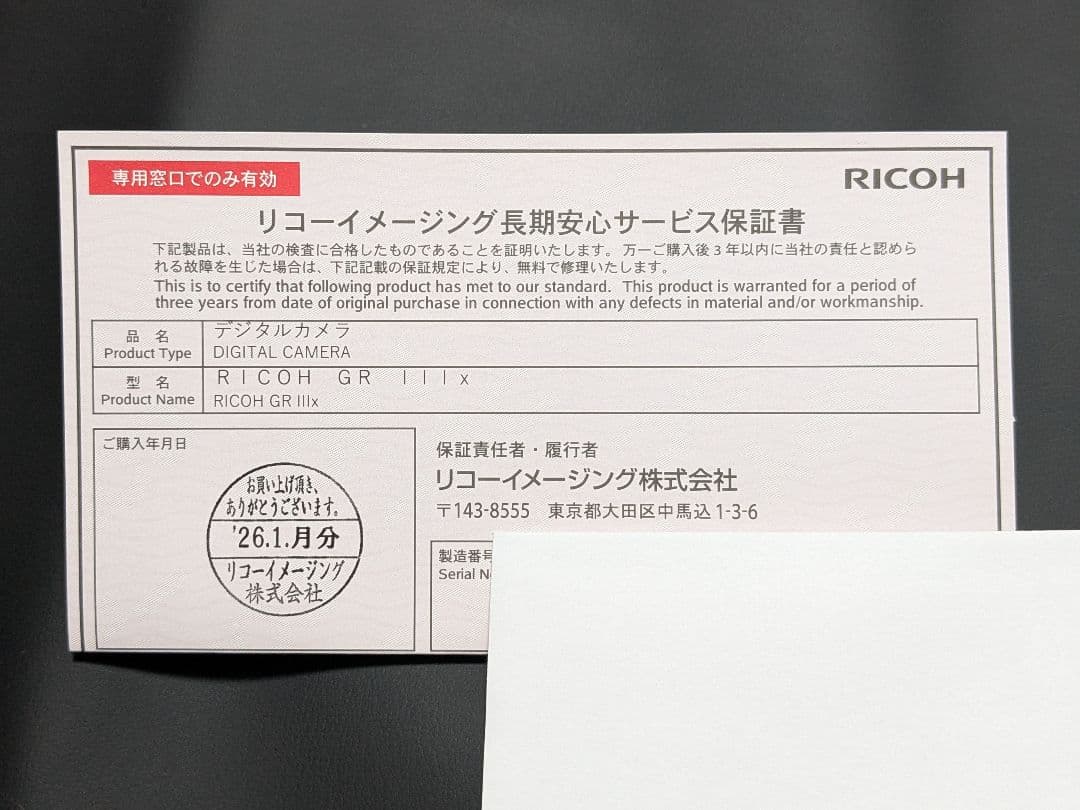 専用窓口でのみ有効
RICOH
リコーイメージング長期安心サービス保証書
下記製品は、当社の検査に合格したものであることを証明いたします。万一ご購入後3年以内に当社の責任と認めら
れる故障を生じた場合は、下記記載の保証規定により、無料で修理いたします。
This is to certify that following product has met to our standard. This product is warranted for a period of
three years from date of original purchase in connection with any defects in material and/or workmanship.
品 名
Product Type
デジタルカメラ
DIGITAL CAMERA
型 名
Product Name
RICOH GR IIIx
RICOH GR IIIx
ご購入年月日
お買い上げ頂き、
ありがとうございます。
'26.1.月分
リコーイメージング
株式会社
保証責任者・履行者
リコーイメージング株式会社
〒143-8555 東京都大田区中馬込1-3-6
製造番号
Serial N